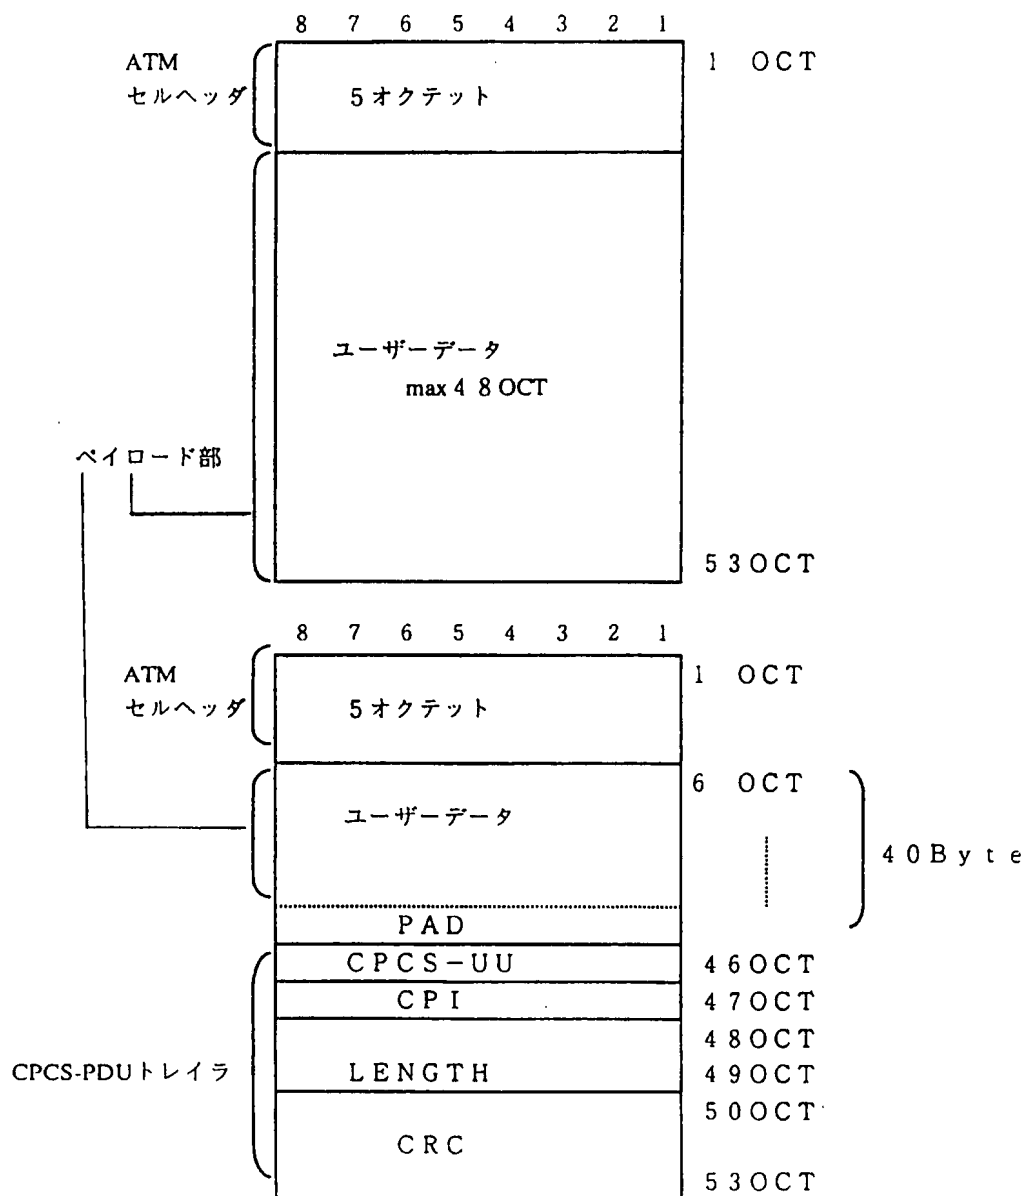 8 7 6 5 4 3 2 1
ATM
セルヘッダ
5オクテット
1 OCT
ユーザーデータ
max 48OCT
ペイロード部
53OCT
8 7 6 5 4 3 2 1
ATM
セルヘッダ
5オクテット
1 OCT
ユーザーデータ
6 OCT
40Byte
PAD
CPCS-UU
46OCT
CPI
47OCT
48OCT
CPCS-PDUトレイラ
LENGTH
49OCT
50OCT
CRC
53OCT